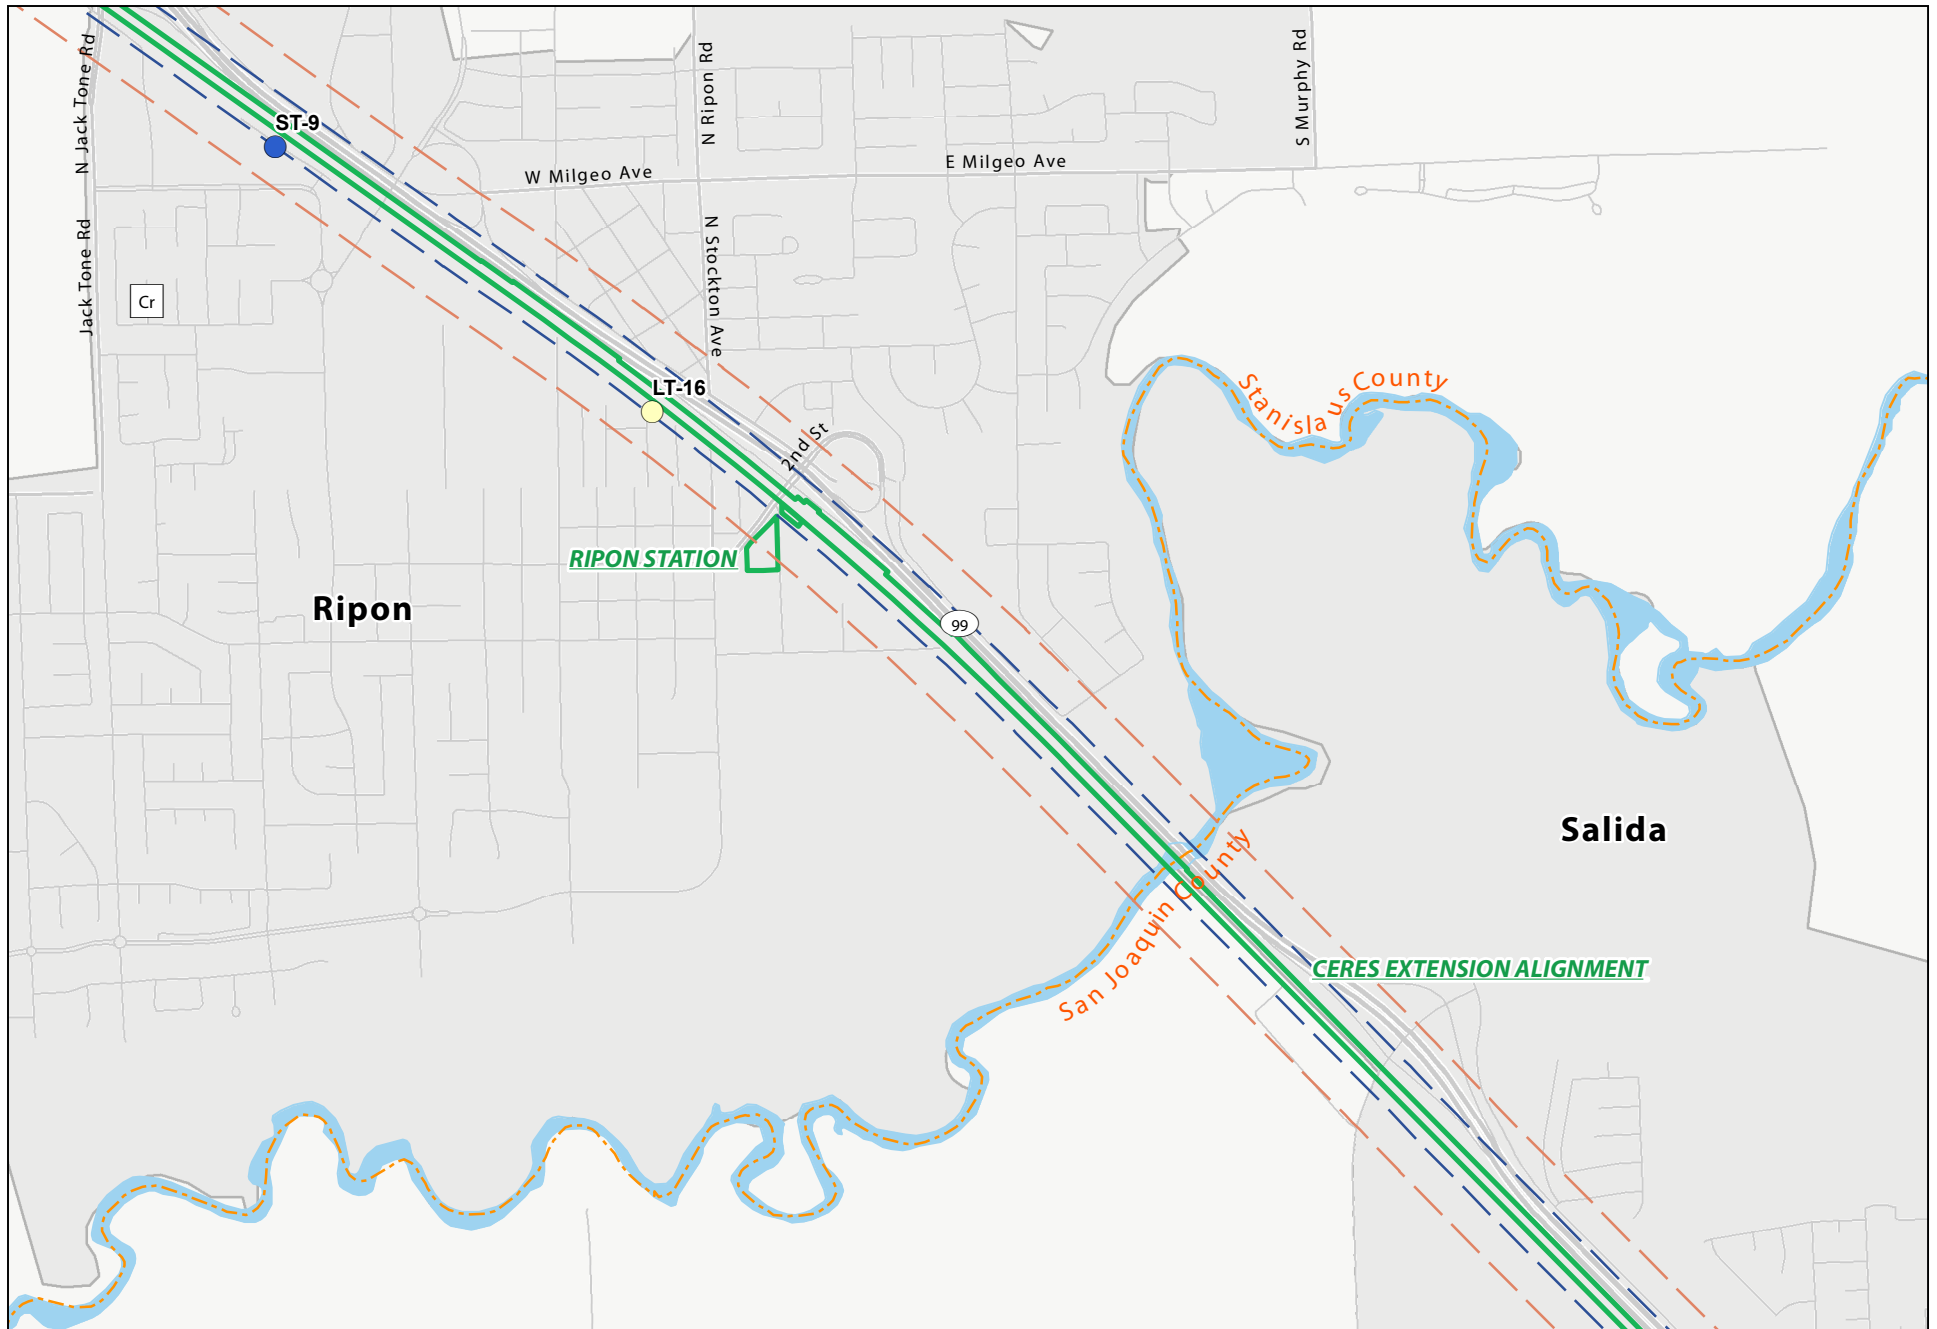 N Jack Tone Rd
ST-9
N Ripon Rd
S Murphy Rd
W Milgeo Ave
E Milgeo Ave
Jack Tone Rd
Cr
N Stockton Ave
LT-16
Stanislaus County
2nd St
RIPON STATION
Ripon
99
Salida
San Joaquin County
CERES EXTENSION ALIGNMENT